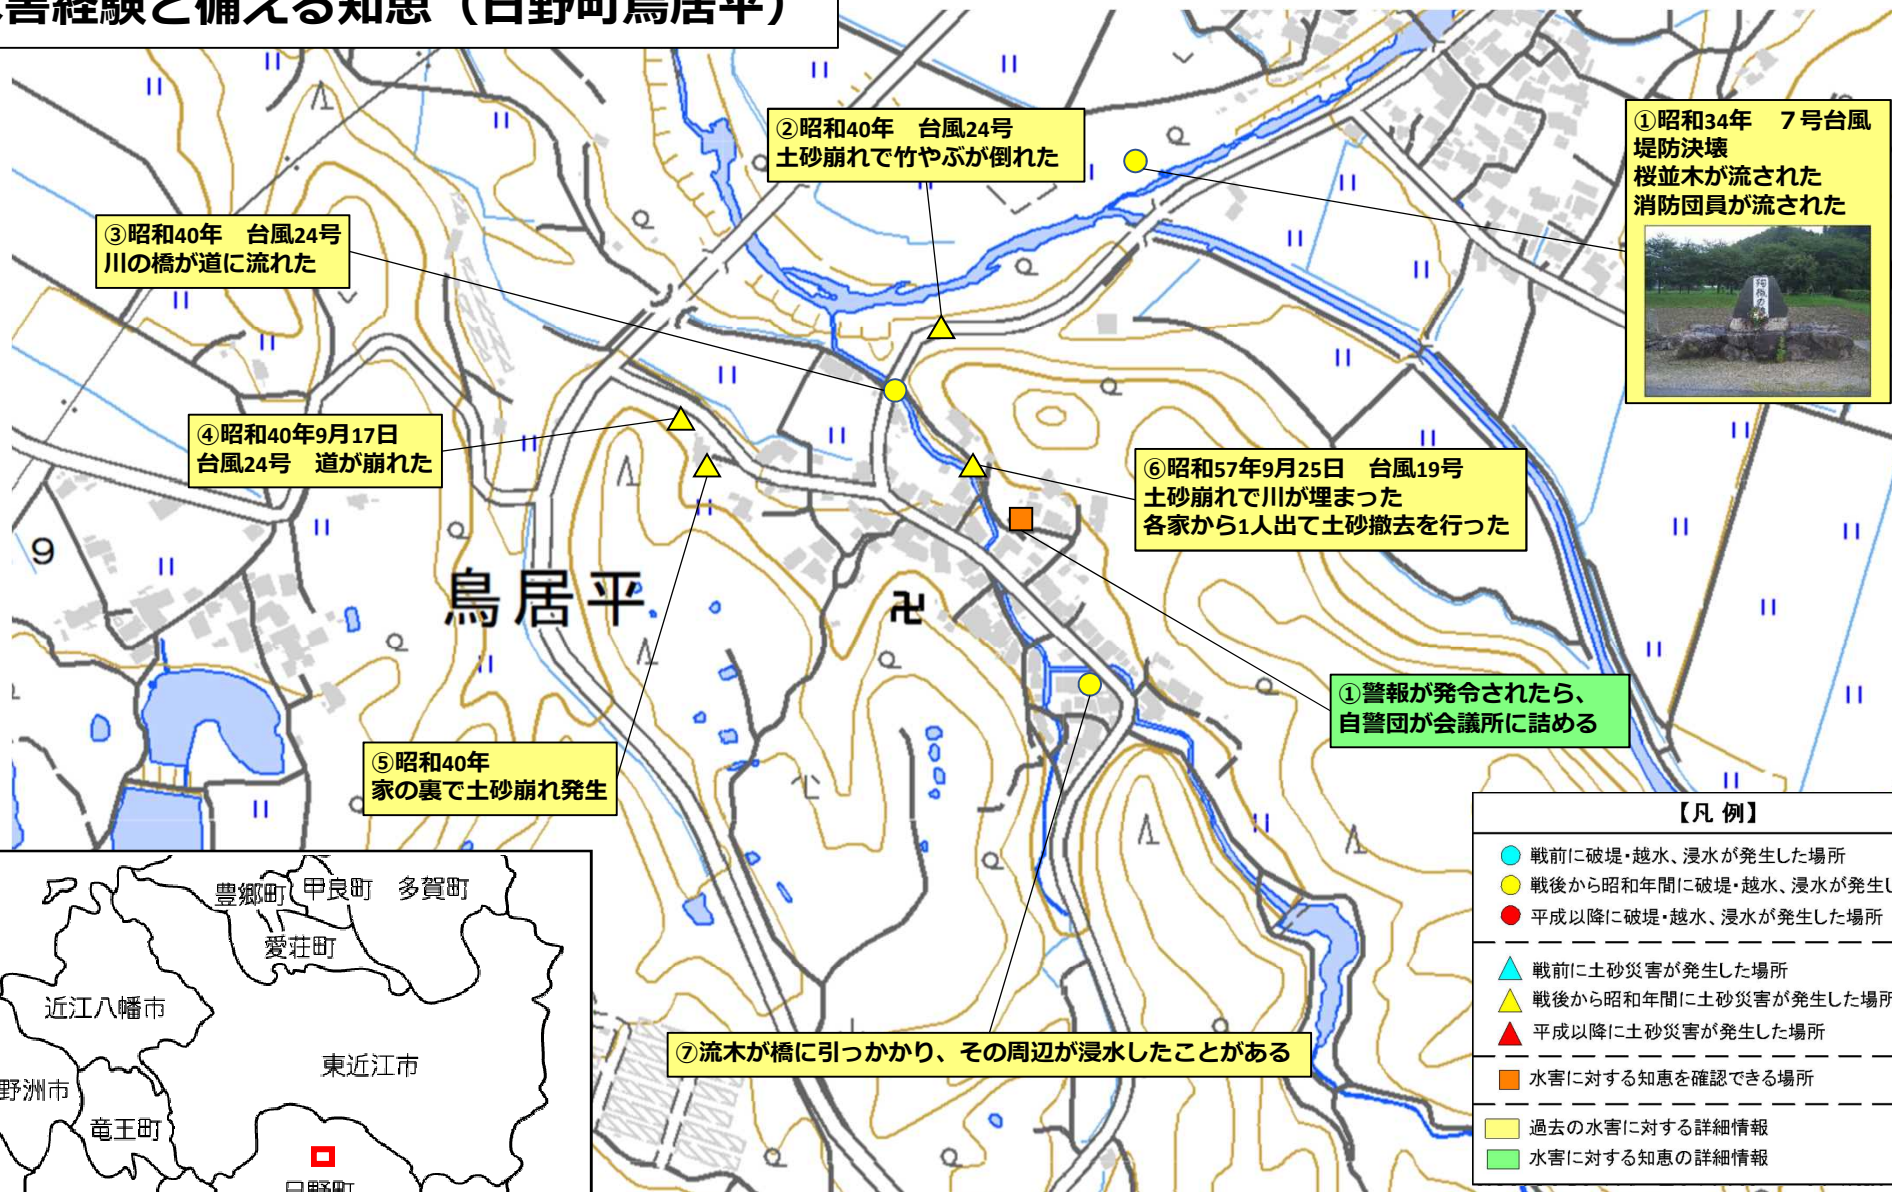 害経験と備える知恵（日野町鳥居平）
②昭和40年　台風24号
土砂崩れで竹やぶが倒れた
①昭和34年　７号台風
堤防決壊
桜並木が流された
消防団員が流された
③昭和40年　台風24号
川の橋が道に流れた
④昭和40年9月17日
台風24号　道が崩れた
⑥昭和57年9月25日　台風19号
土砂崩れで川が埋まった
各家から1人出て土砂撤去を行った
9
鳥居平
①警報が発令されたら、
自警団が会議所に詰める
⑤昭和40年
家の裏で土砂崩れ発生
⑦流木が橋に引っかかり、その周辺が浸水したことがある
豊郷町
甲良町
多賀町
愛荘町
近江八幡市
東近江市
野洲市
竜王町
日野町
【凡 例】
戦前に破堤・越水、浸水が発生した場所
戦後から昭和年間に破堤・越水、浸水が発生し
平成以降に破堤・越水、浸水が発生した場所
戦前に土砂災害が発生した場所
戦後から昭和年間に土砂災害が発生した場所
平成以降に土砂災害が発生した場所
水害に対する知恵を確認できる場所
過去の水害に対する詳細情報
水害に対する知恵の詳細情報